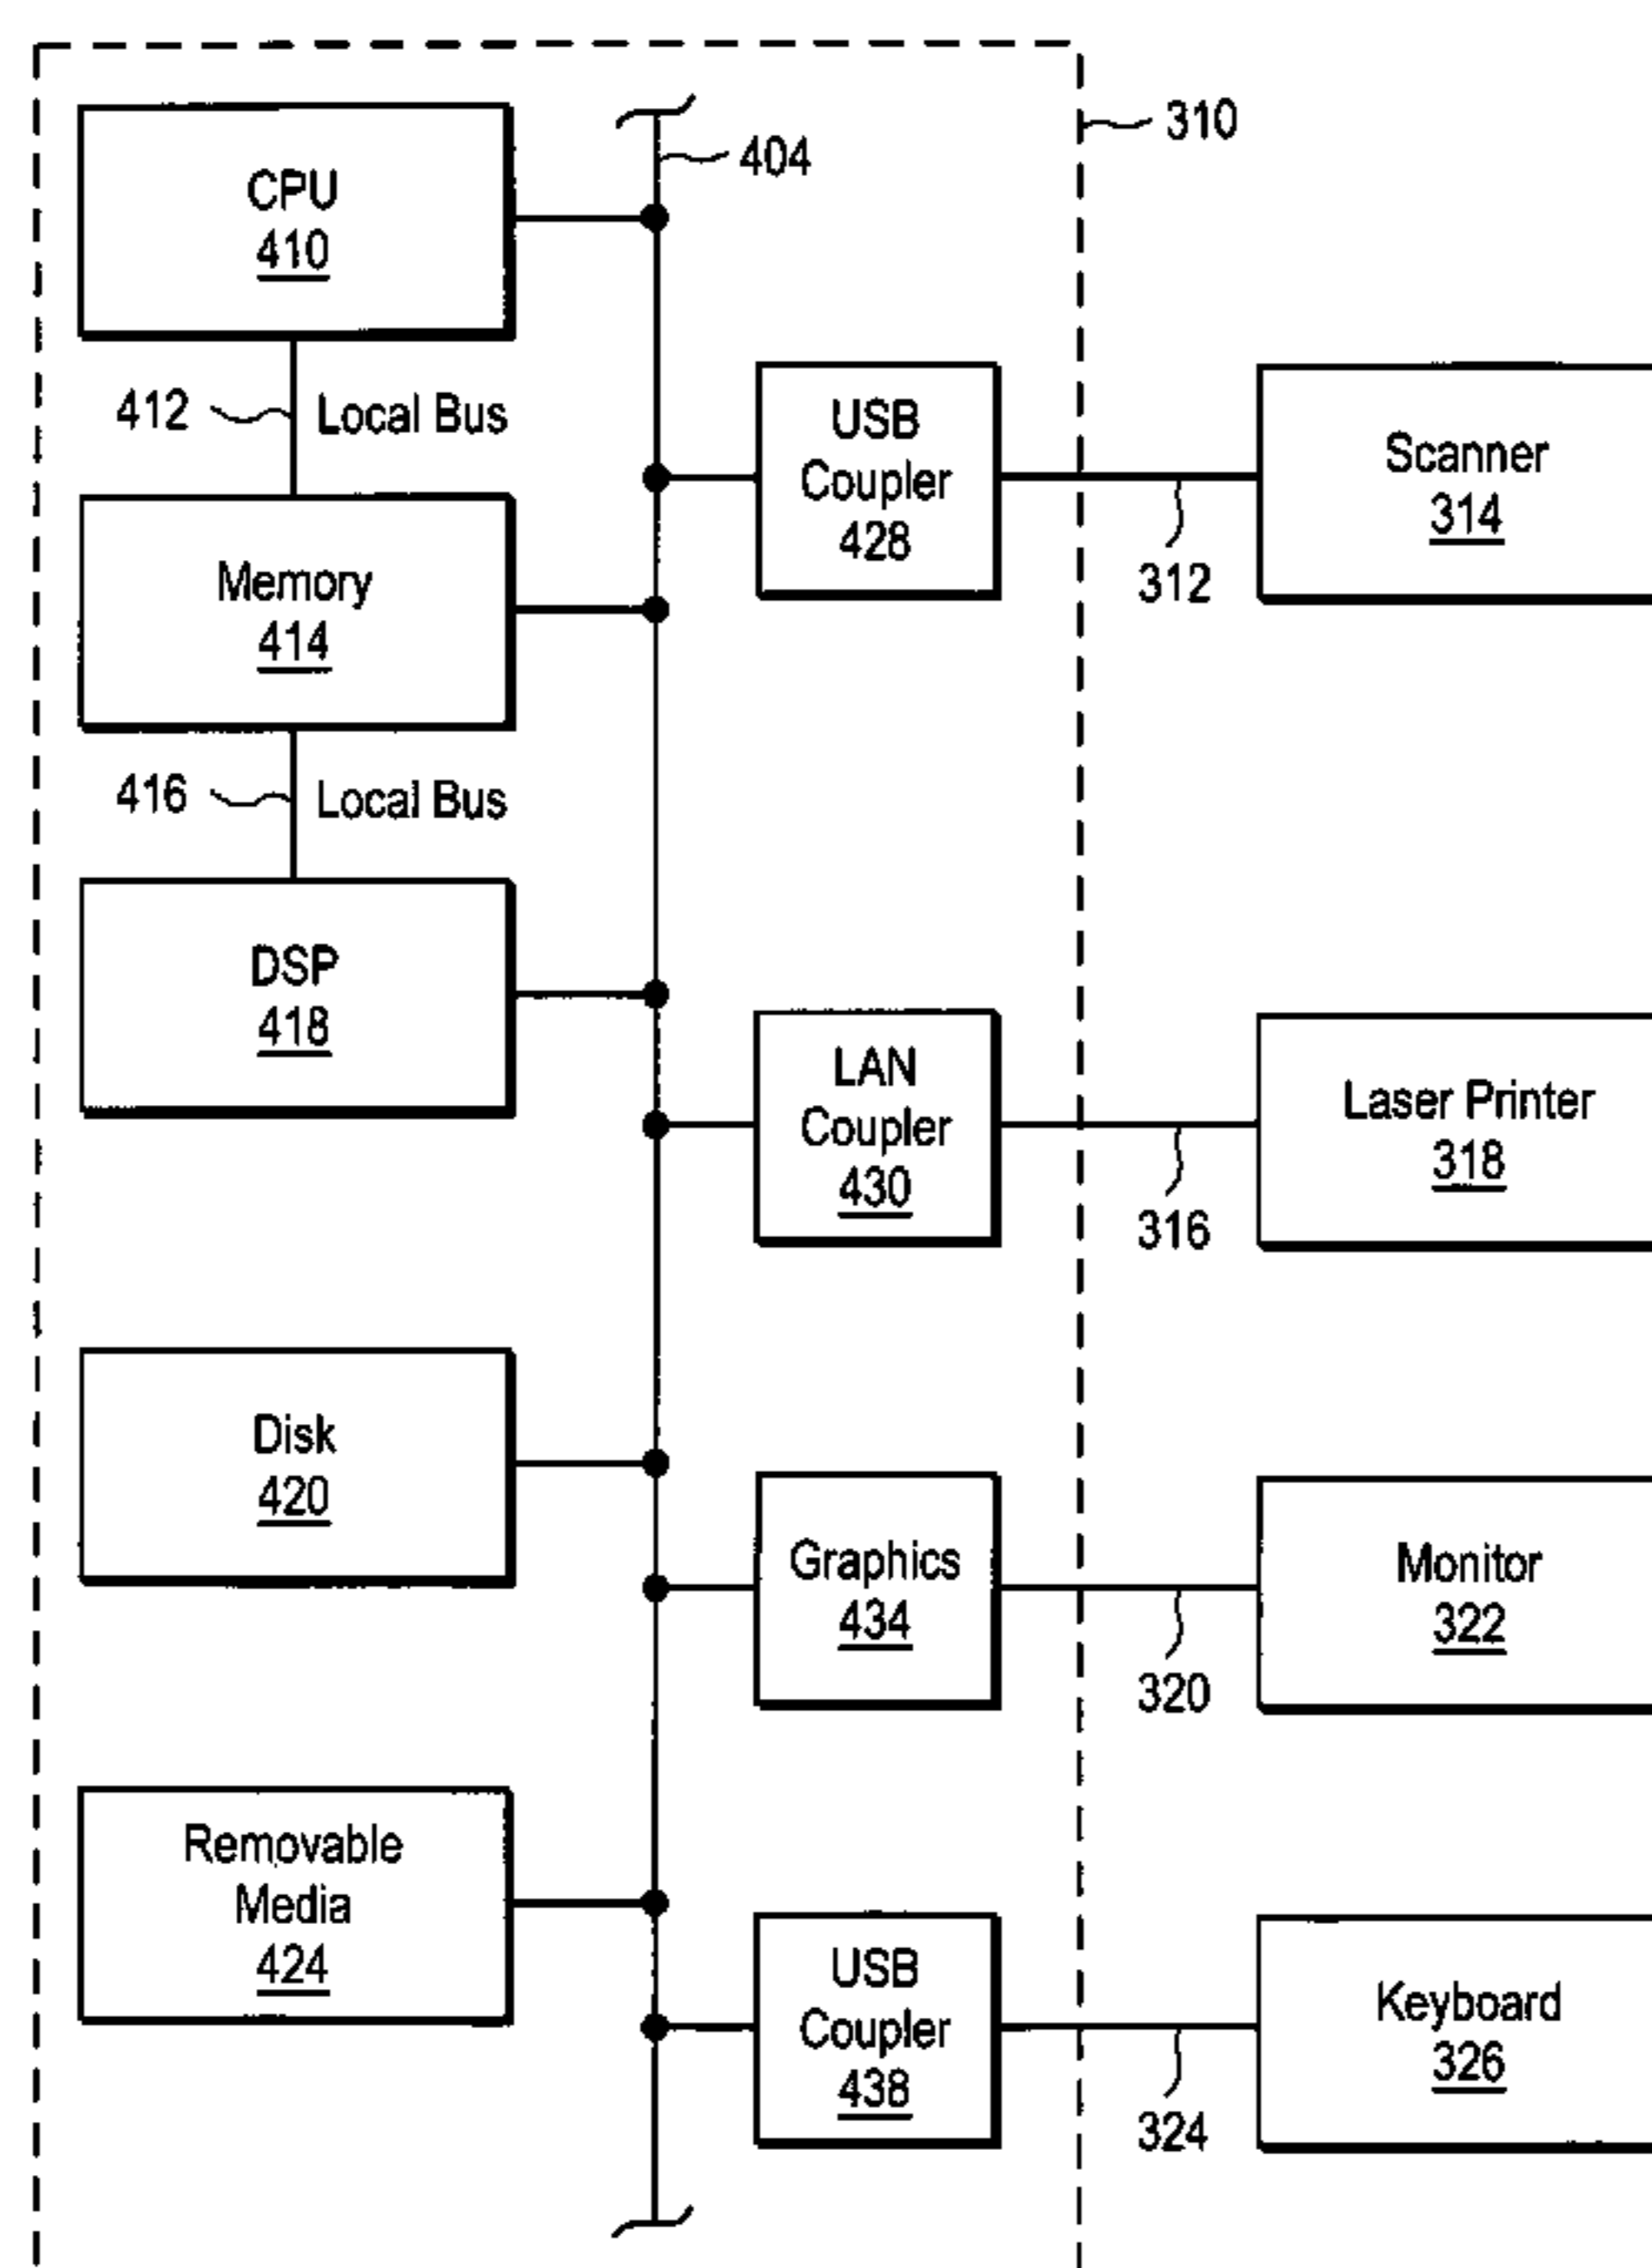 310
404
CPU
410
412
Local Bus
USB
Coupler
428
Scanner
314
312
Memory
414
416
Local Bus
DSP
418
LAN
Coupler
430
Laser Printer
318
316
Disk
420
Graphics
434
Monitor
322
320
Removable
Media
424
USB
Coupler
438
Keyboard
326
324